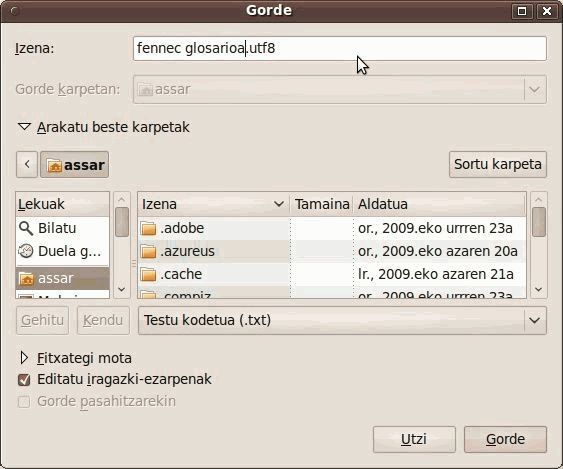 Gorde
Izena: fennec glosarioa.utf8
Gorde karpetan: assar
Arakatu beste karpetak
< assar Sortu karpeta
Lekuak Izena Tamaina Aldatua
Bilatu .adobe or., 2009.eko urrren 23a
Duela g... .azureus or., 2009.eko azaren 20a
assar .cache lr., 2009.eko azaren 21a
.compiz or., 2009.eko urrren 23a
Gehitu Kendu Testu kodetua (.txt)
Fitxategi mota
Editatu iragazki-ezarpenak
Gorde pasahitzarekin
Utzi Gorde